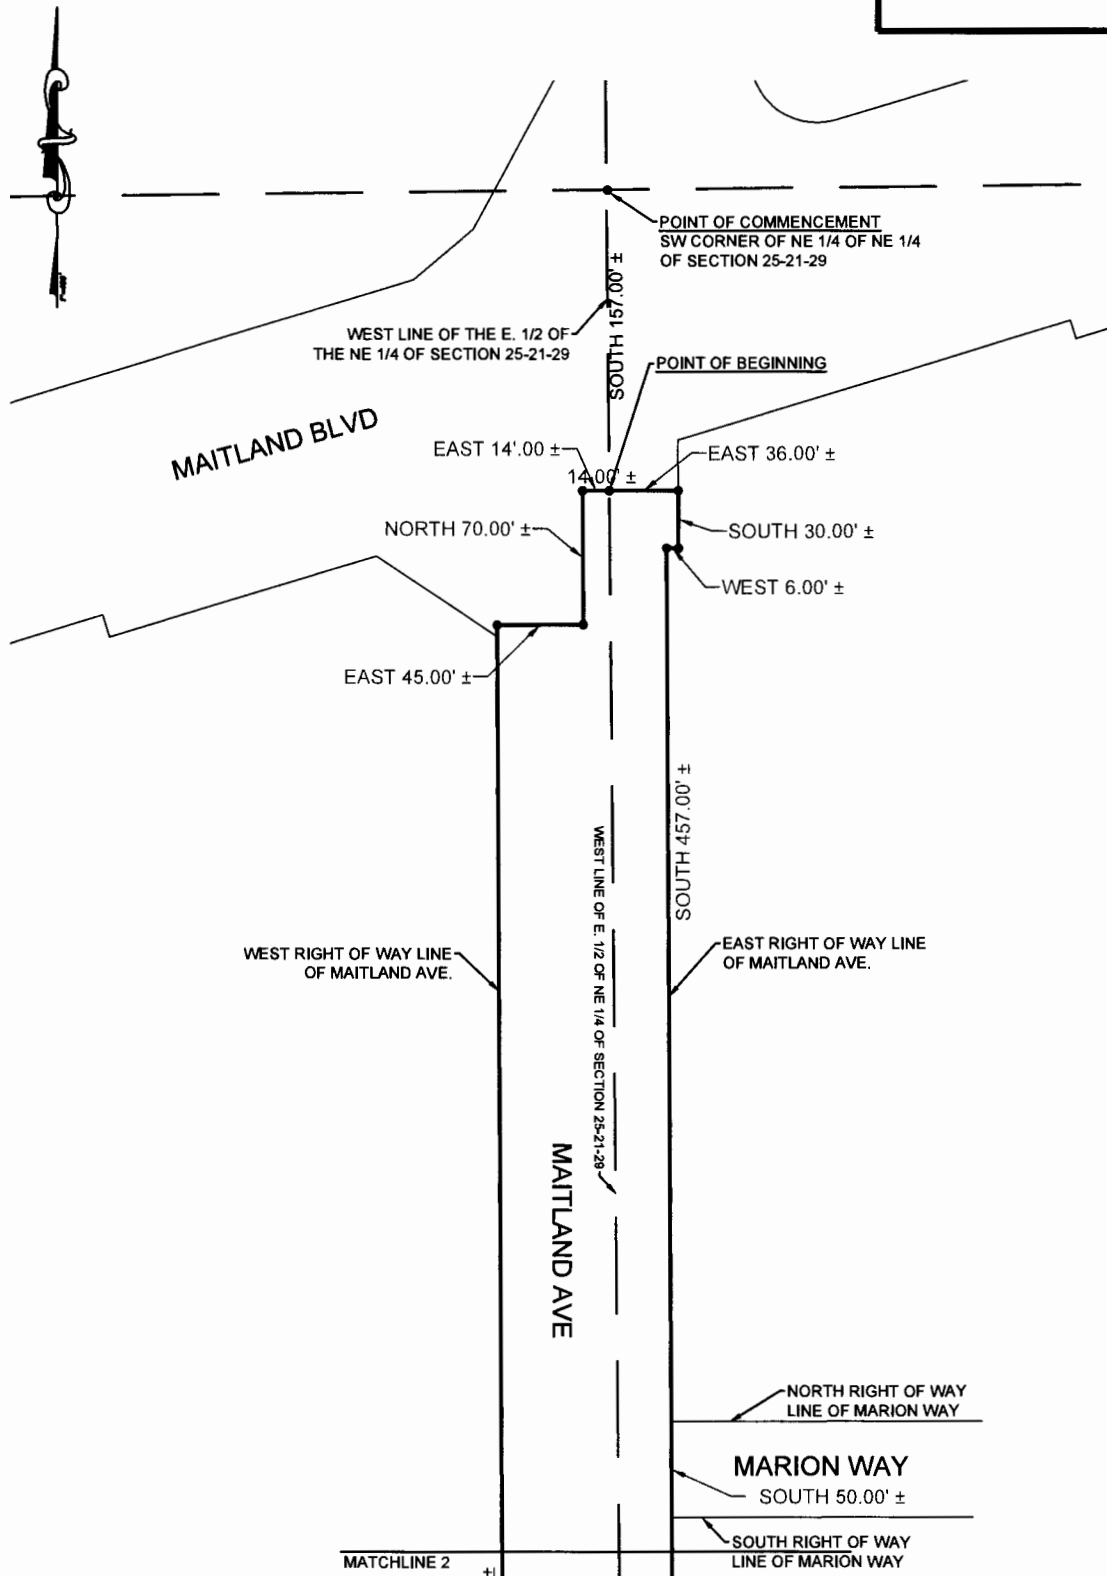 POINT OF COMMENCEMENT
SW CORNER OF NE 1/4 OF NE 1/4
OF SECTION 25-21-29
SOUTH 157.00' ±
WEST LINE OF THE E. 1/2 OF
THE NE 1/4 OF SECTION 25-21-29
POINT OF BEGINNING
MAITLAND BLVD
EAST 14'.00 ±
14.00' ±
EAST 36.00' ±
NORTH 70.00' ±
SOUTH 30.00' ±
WEST 6.00' ±
EAST 45.00' ±
SOUTH 457.00' ±
WEST LINE OF E. 1/2 OF NE 1/4 OF SECTION 25-21-29
WEST RIGHT OF WAY LINE
OF MAITLAND AVE.
EAST RIGHT OF WAY LINE
OF MAITLAND AVE.
MAITLAND AVE
NORTH RIGHT OF WAY
LINE OF MARION WAY
MARION WAY
SOUTH 50.00' ±
SOUTH RIGHT OF WAY
LINE OF MARION WAY
MATCHLINE 2
±